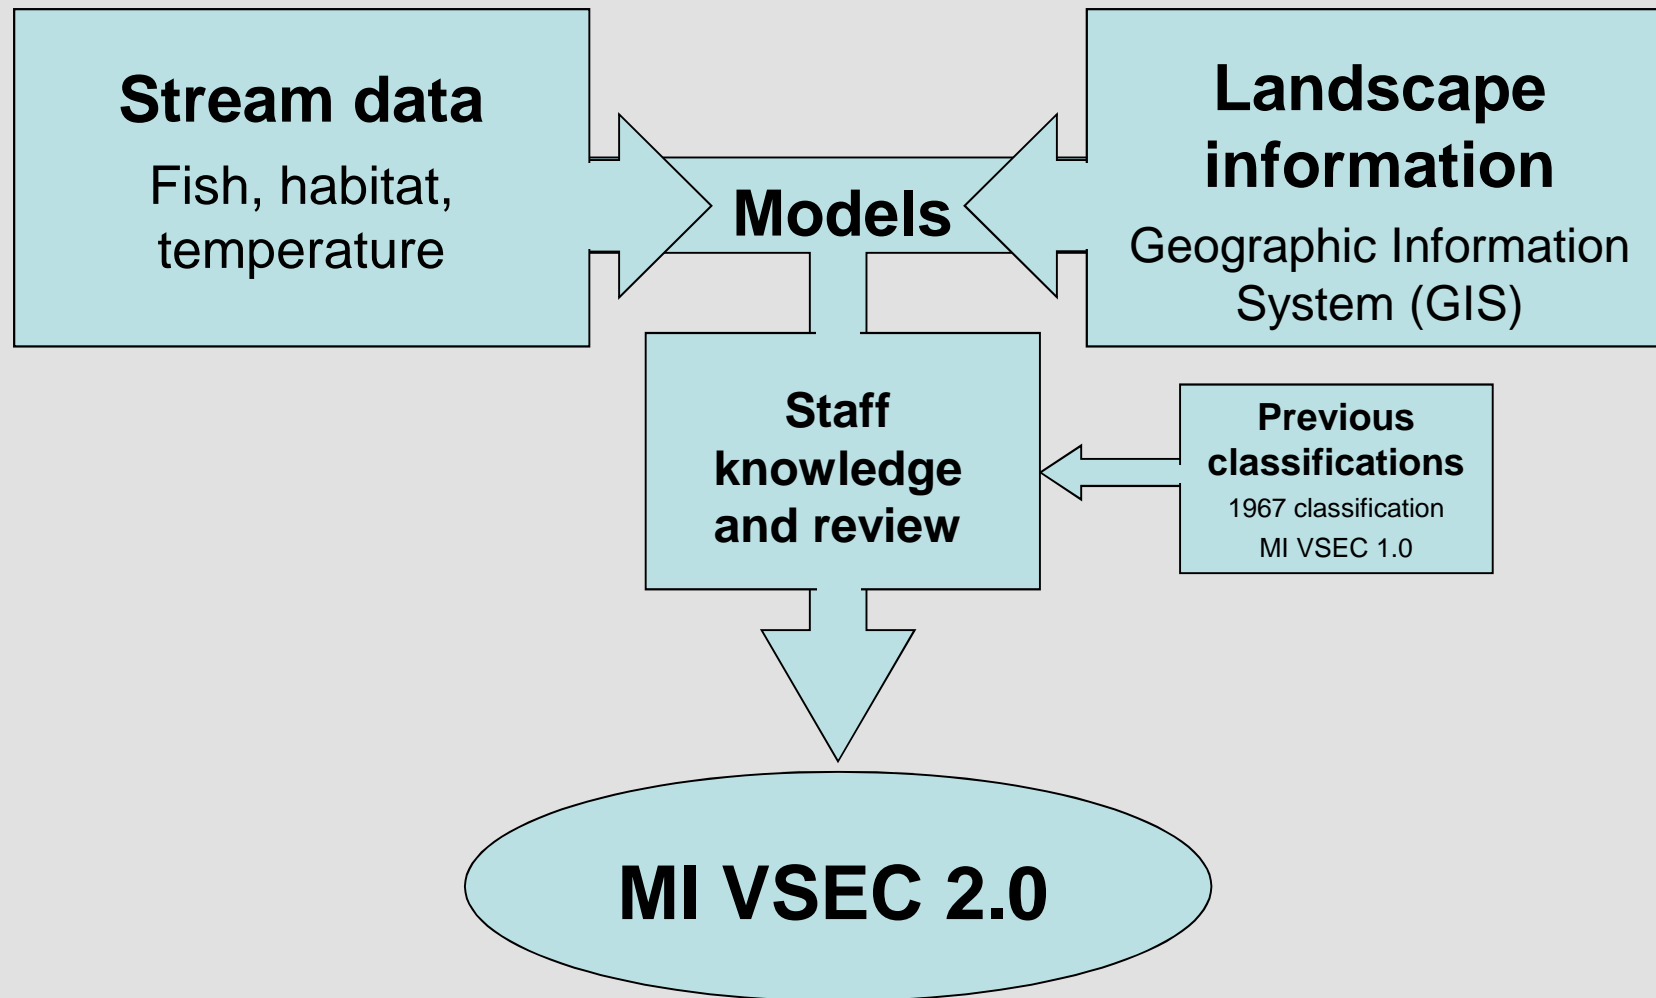 Stream data
Fish, habitat,
temperature
Models
Landscape
information
Geographic Information
System (GIS)
Staff
knowledge
and review
Previous
classifications
1967 classification
MI VSEC 1.0
MI VSEC 2.0